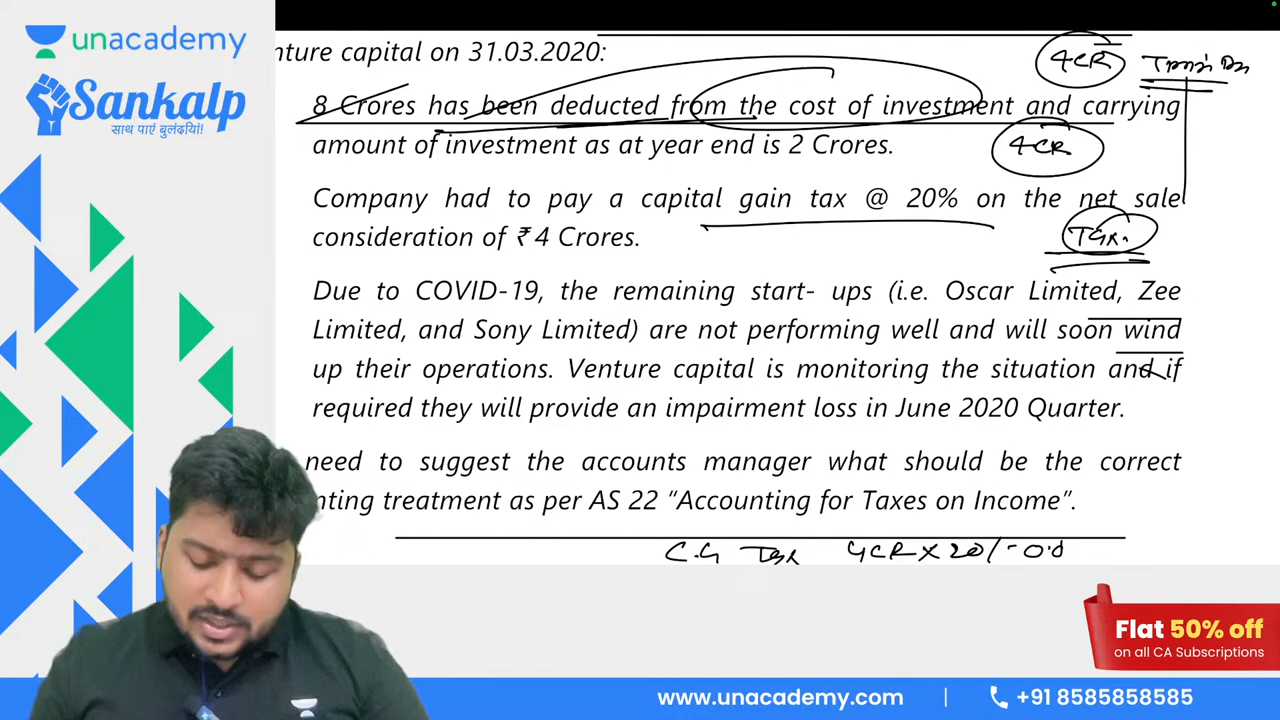 unacademy
Sankalp
साथ पाएं बुलंदियां!
nture capital on 31.03.2020:
4CR
8 Crores has been deducted from the cost of investment and carrying
amount of investment as at year end is 2 Crores.
4CR
Company had to pay a capital gain tax @ 20% on the net sale
consideration of ₹ 4 Crores.
Due to COVID-19, the remaining start- ups (i.e. Oscar Limited, Zee
Limited, and Sony Limited) are not performing well and will soon wind
up their operations. Venture capital is monitoring the situation and if
required they will provide an impairment loss in June 2020 Quarter.
need to suggest the accounts manager what should be the correct
nting treatment as per AS 22 “Accounting for Taxes on Income”.
C.G Tax 4CR X 20/-
Flat 50% off
on all CA Subscriptions
www.unacademy.com | +91 8585858585